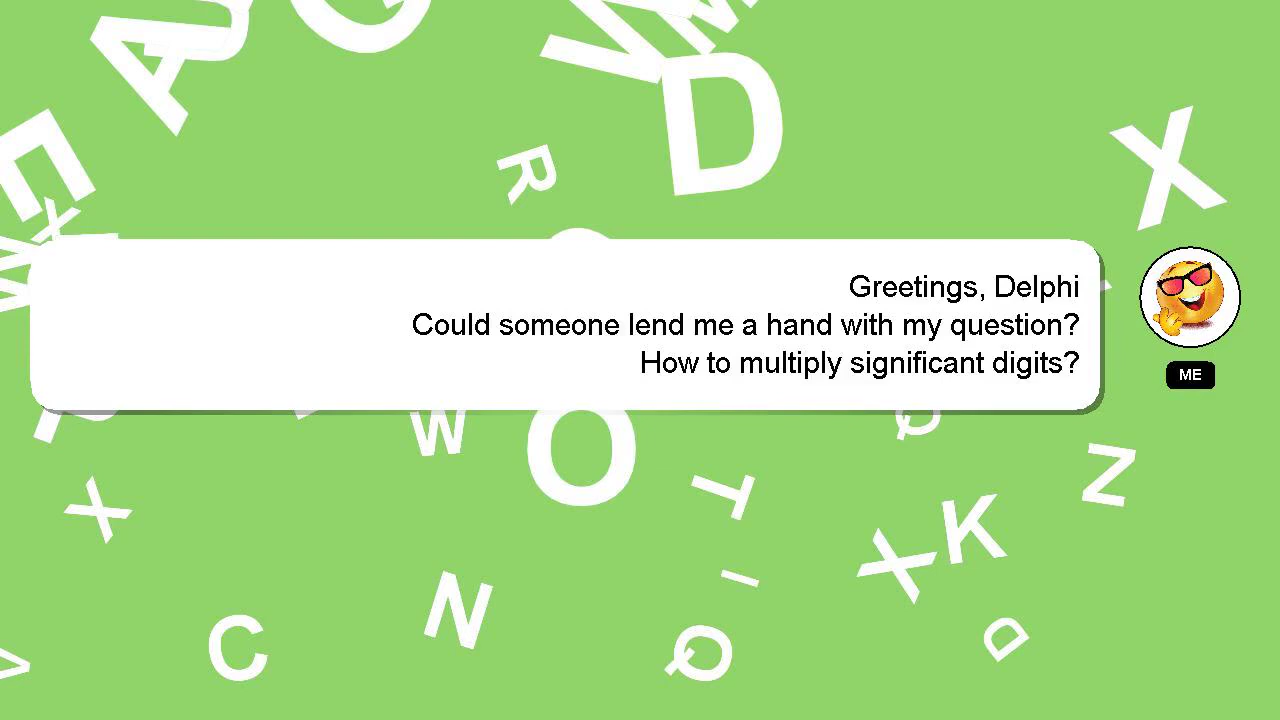 Greetings, Delphi
Could someone lend me a hand with my question?
How to multiply significant digits?
ME
A
G
D
R
X
E
X
W
O
Q
N
T
X
K
X
I
N
C
Q
D
V